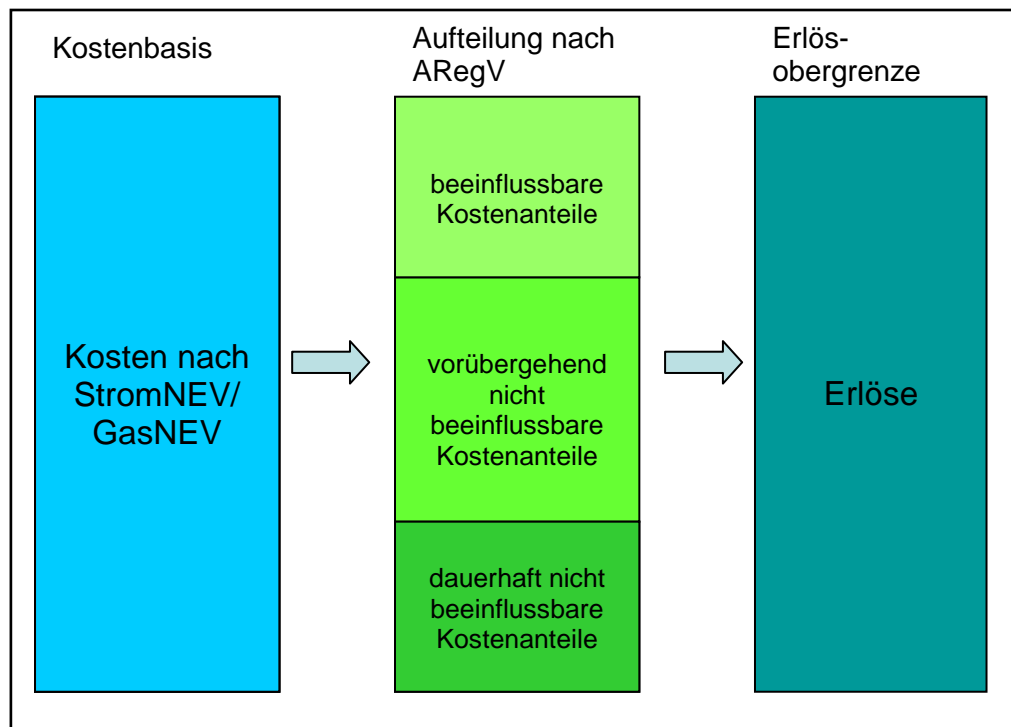 Kostenbasis
Aufteilung nach
ARegV
Erlös-
obergrenze
Kosten nach
StromNEV/
GasNEV
beeinflussbare
Kostenanteile
vorübergehend
nicht
beeinflussbare
Kostenanteile
dauerhaft nicht
beeinflussbare
Kostenanteile
Erlöse